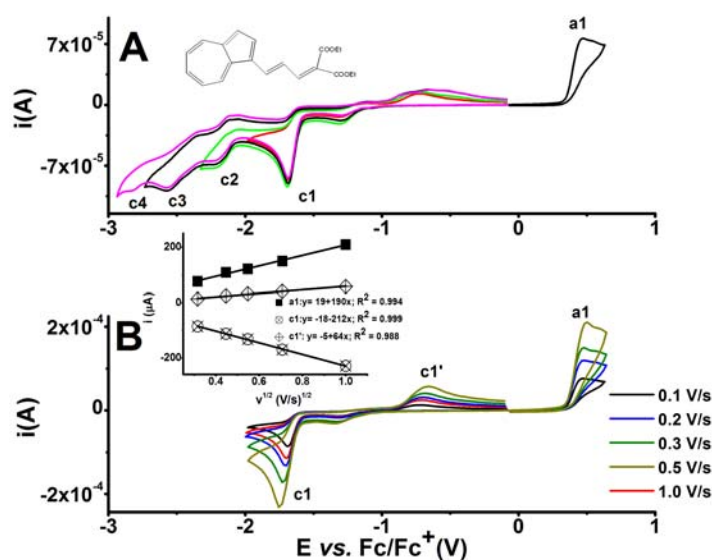 A
COOEt
COOEt
a1
7x10⁻⁵
0
-7x10⁻⁵
i(A)
c4
c3
c2
c1
-3
-2
-1
0
1
B
200
0
-200
i (µA)
a1:y= 19+190x; R² = 0.994
c1:y= -18-212x; R² = 0.999
c1': y= -5+64x; R² = 0.988
0.4
0.6
0.8
1.0
v¹/² (V/s)¹/²
a1
c1'
c1
2x10⁻⁴
0
-2x10⁻⁴
i(A)
0.1 V/s
0.2 V/s
0.3 V/s
0.5 V/s
1.0 V/s
-3
-2
-1
0
1
E vs. Fc/Fc⁺(V)